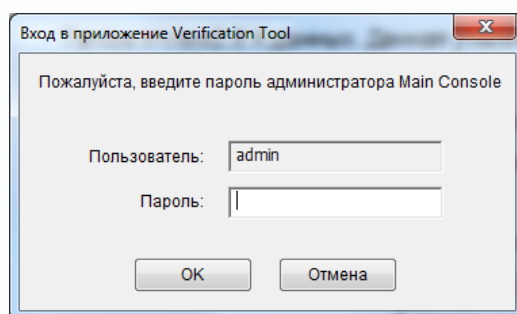 Вход в приложение Verification Tool
Пожалуйста, введите пароль администратора Main Console
Пользователь: admin
Пароль:
OK Отмена